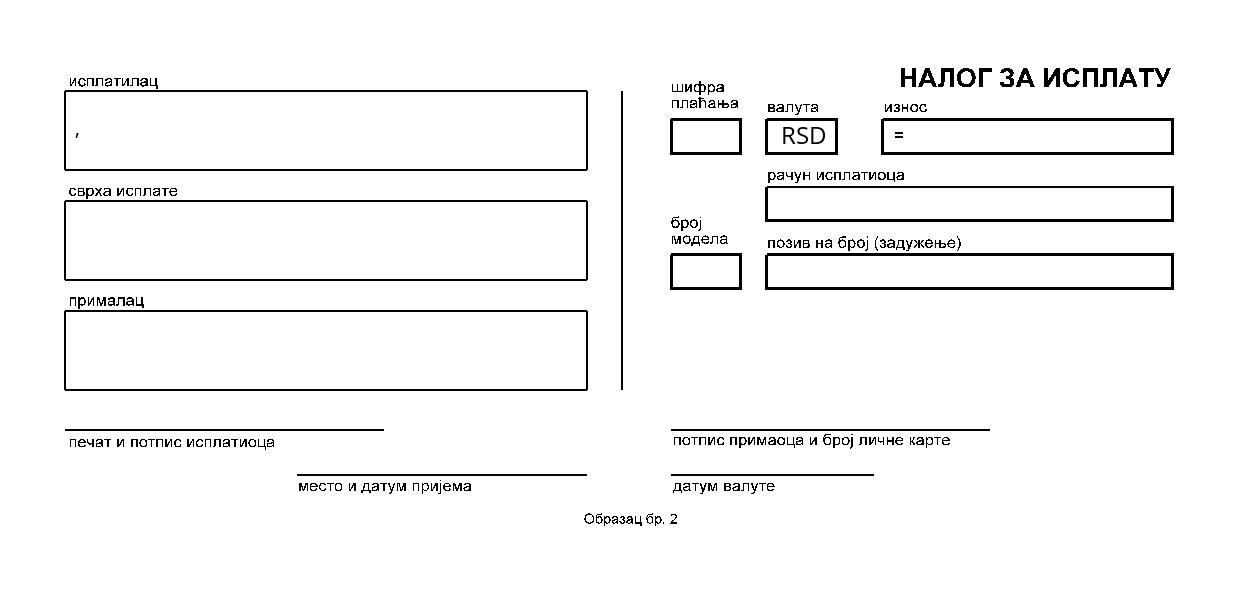 исплатилац
,
сврха исплате
прималац
печат и потпис исплатиоца
место и датум пријема
НАЛОГ ЗА ИСПЛАТУ
шифра
плаћања
валута
износ
RSD
=
рачун исплатиоца
број
модела
позив на број (задужење)
потпис примаоца и број личне карте
датум валуте
Образац бр. 2